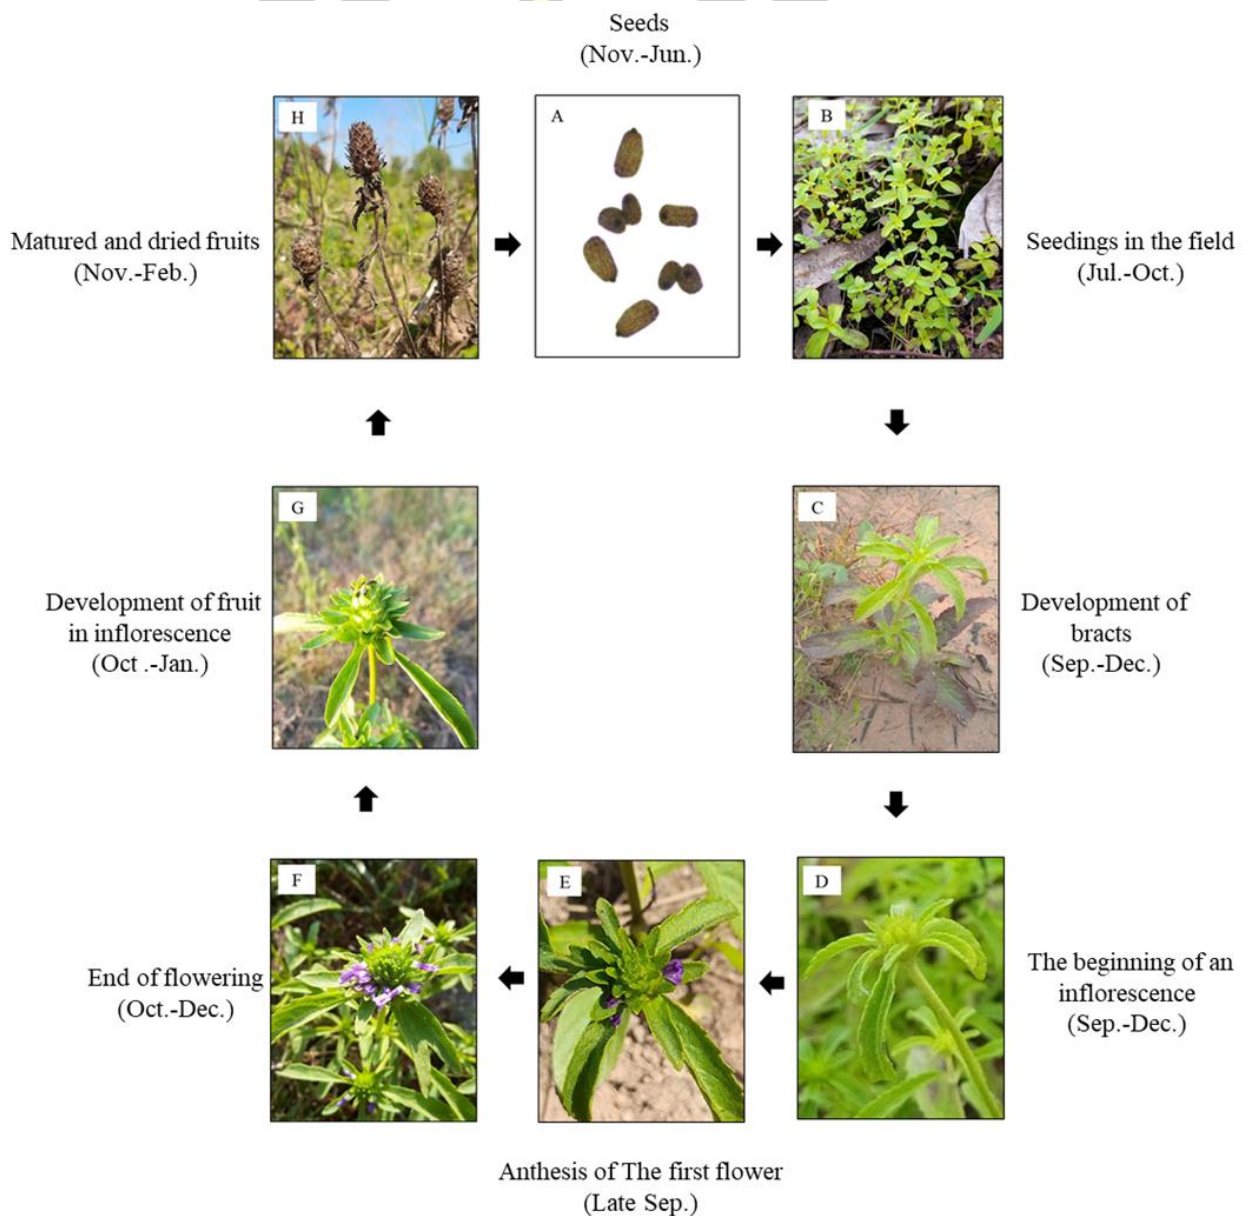 Seeds
(Nov.-Jun.)
H
A
B
Matured and dried fruits
(Nov.-Feb.)
Seedings in the field
(Jul.-Oct.)
G
C
Development of fruit
in inflorescence
(Oct .-Jan.)
Development of
bracts
(Sep.-Dec.)
F
E
D
End of flowering
(Oct.-Dec.)
The beginning of an
inflorescence
(Sep.-Dec.)
Anthesis of The first flower
(Late Sep.)